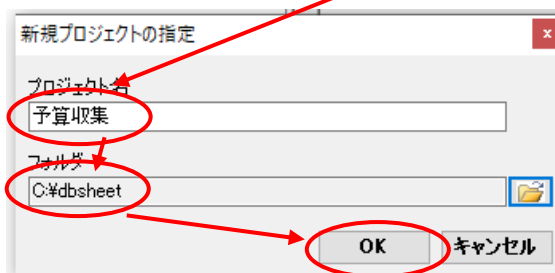 新規プロジェクトの指定
x
プロジェクト名
予算収集
フォルダ
C:¥dbsheet
OK
キャンセル